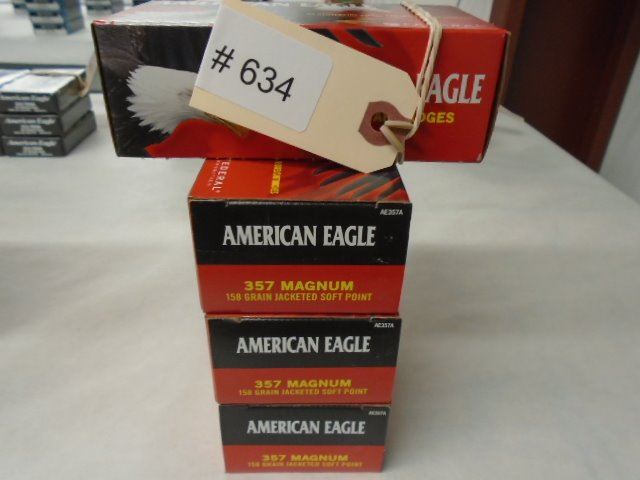 # 634
EAGLE
DGES
FEDERAL
AE357A
AMERICAN EAGLE
357 MAGNUM
158 GRAIN JACKETED SOFT POINT
AE357A
AMERICAN EAGLE
357 MAGNUM
158 GRAIN JACKETED SOFT POINT
AE357A
AMERICAN EAGLE
357 MAGNUM
158 GRAIN JACKETED SOFT POINT
American Eagle
American Eagle